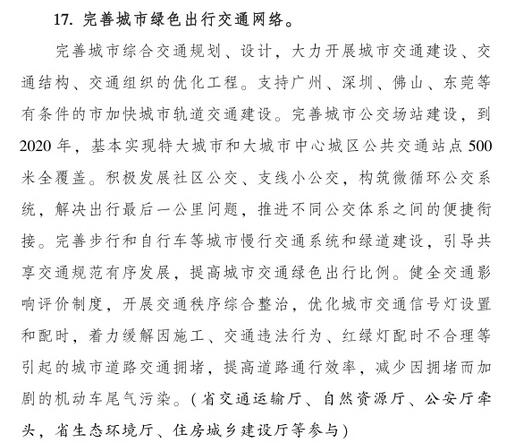 17. 完善城市绿色出行交通网络。
完善城市综合交通规划、设计，大力开展城市交通建设、交
通结构、交通组织的优化工程。支持广州、深圳、佛山、东莞等
有条件的市加快城市轨道交通建设。完善城市公交场站建设，到
2020 年，基本实现特大城市和大城市中心城区公共交通站点 500
米全覆盖。积极发展社区公交、支线小公交，构筑微循环公交系
统，解决出行最后一公里问题，推进不同公交体系之间的便捷衔
接。完善步行和自行车等城市慢行交通系统和绿道建设，引导共
享交通规范有序发展，提高城市交通绿色出行比例。健全交通影
响评价制度，开展交通秩序综合整治，优化城市交通信号灯设置
和配时，着力缓解因施工、交通违法行为、红绿灯配时不合理等
引起的城市道路交通拥堵，提高道路通行效率，减少因拥堵而加
剧的机动车尾气污染。（省交通运输厅、自然资源厅、公安厅牵
头，省生态环境厅、住房城乡建设厅等参与）